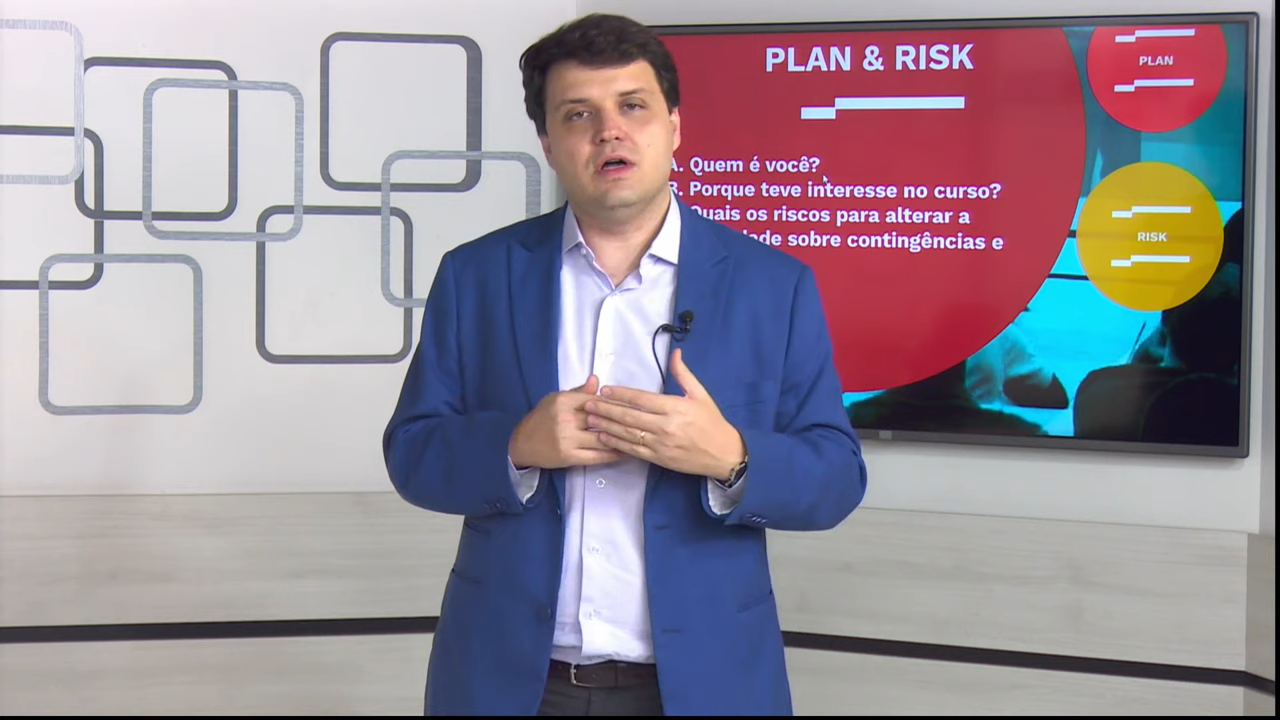 PLAN & RISK
A. Quem é você?
B. Porque teve interesse no curso?
Quais os riscos para alterar a
sobre contingências e
PLAN
RISK